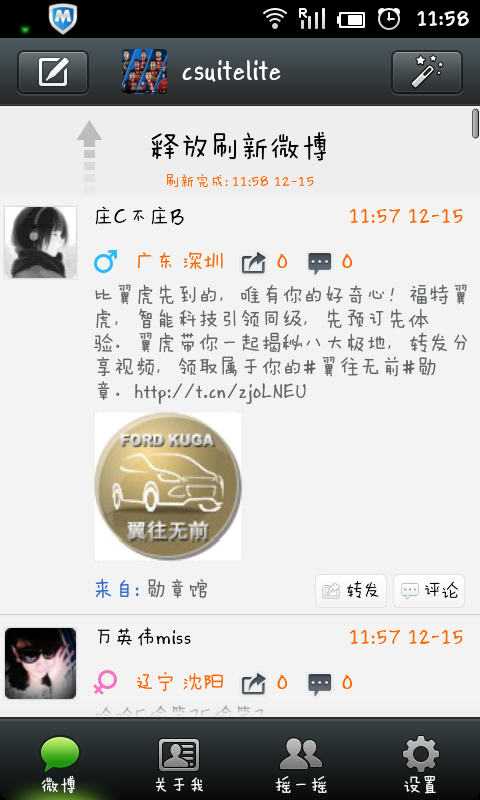 R 11:58
csuitelite
释放刷新微博
刷新完成: 11:58 12-15
庄C不庄B 11:57 12-15
广东 深圳 0 0
比翼虎先到的，唯有你的好奇心！福特翼
虎，智能科技引领同级，先预订先体
验。翼虎带你一起揭秘八大极地，转发分
享视频，领取属于你的#翼往无前#勋
章。http://t.cn/zjoLNEU
FORD KUGA
翼往无前
来自: 勋章馆 转发 评论
万英伟miss 11:57 12-15
辽宁 沈阳 0 0
微博 关于我 摇一摇 设置